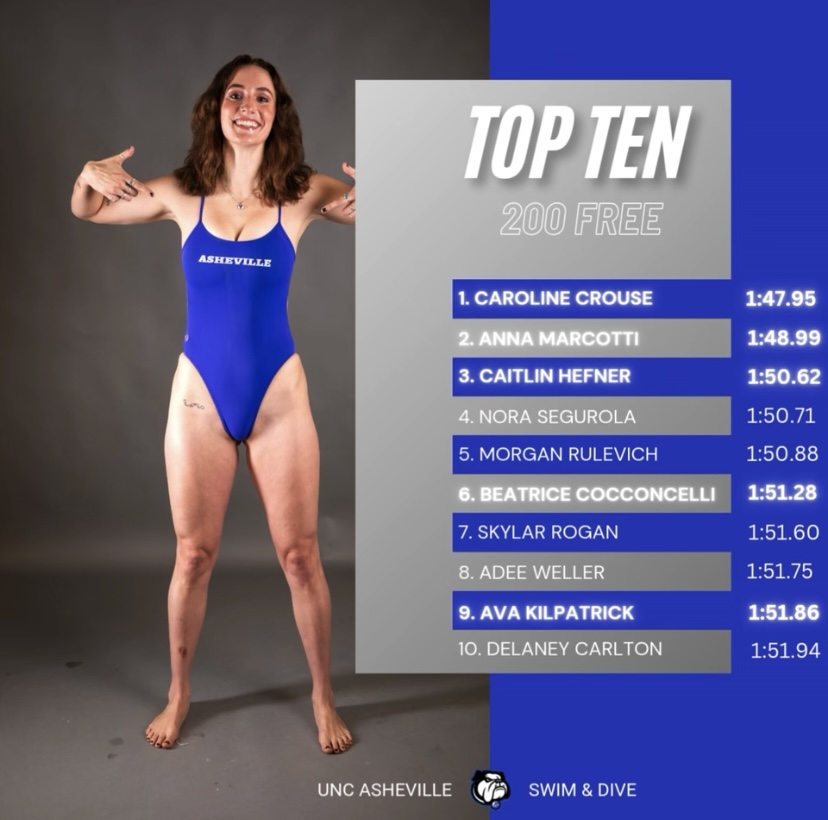 ASHEVILLE
TOP TEN
200 FREE
1. CAROLINE CROUSE 1:47.95
2. ANNA MARCOTTI 1:48.99
3. CAITLIN HEFNER 1:50.62
4. NORA SEGUROLA 1:50.71
5. MORGAN RULEVICH 1:50.88
6. BEATRICE COCCONCELLI 1:51.28
7. SKYLAR ROGAN 1:51.60
8. ADEE WELLER 1:51.75
9. AVA KILPATRICK 1:51.86
10. DELANEY CARLTON 1:51.94
UNC ASHEVILLE SWIM & DIVE